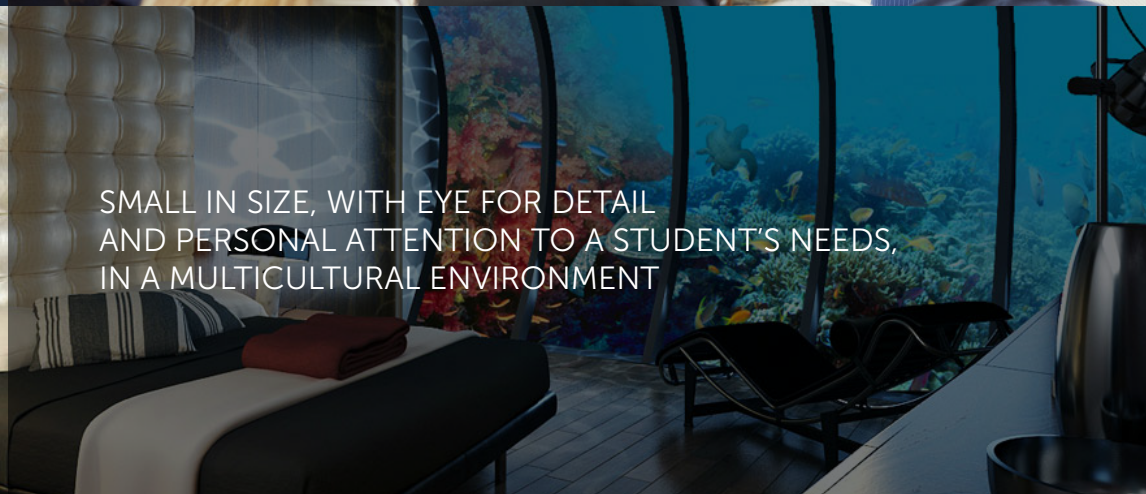 SMALL IN SIZE, WITH EYE FOR DETAIL
AND PERSONAL ATTENTION TO A STUDENT’S NEEDS,
IN A MULTICULTURAL ENVIRONMENT